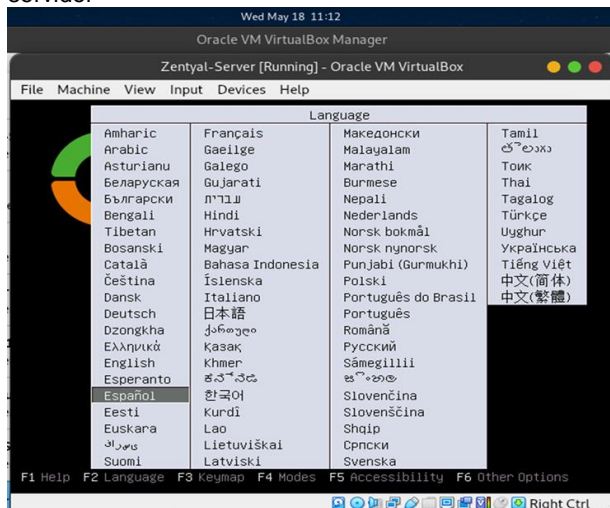 servidor
Wed May 18 11:12
Oracle VM VirtualBox Manager
Zentyal-Server [Running] - Oracle VM VirtualBox
File Machine View Input Devices Help
Language
Amharic
Arabic
Asturianu
Беларуская
Български
Bengali
Tibetan
Bosanski
Català
Čeština
Dansk
Deutsch
Dzongkha
Ελληνικά
English
Esperanto
Español
Eesti
Euskara
Suomi
Français
Gaeilge
Galego
Gujarati
עברית
Hindi
Hrvatski
Magyar
Bahasa Indonesia
Íslenska
Italiano
日本語
ქართული
Қазақ
Khmer
ಕನ್ನಡ
한국어
Kurdî
Lao
Lietuviškai
Latviski
Македонски
Malayalam
Marathi
Burmese
Nepali
Nederlands
Norsk bokmål
Norsk nynorsk
Punjabi (Gurmukhi)
Polski
Português do Brasil
Português
Română
Русский
Sámegillii
සිංහල
Slovenčina
Slovenščina
Shqip
Српски
Svenska
Tamil
తెలుగు
Тоик
Thai
Tagalog
Türkçe
Uyghur
Українська
Tiếng Việt
中文(简体)
中文(繁體)
F1 Help F2 Language F3 Keymap F4 Modes F5 Accessibility F6 Other Options
Right Ctrl